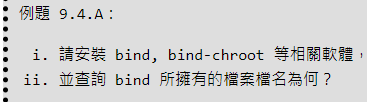 例題 9.4.A：
i. 請安裝 bind, bind-chroot 等相關軟體，
ii. 並查詢 bind 所擁有的檔案檔名為何？